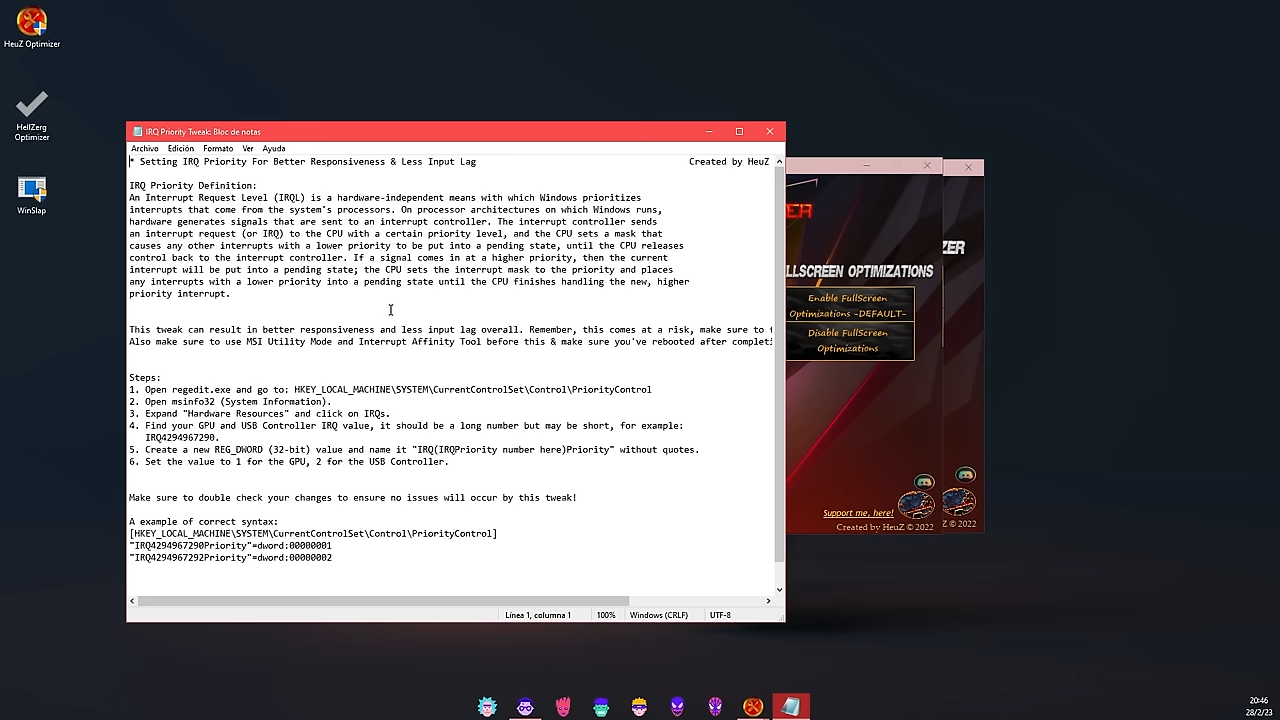 HeuZ Optimizer
HellZerg
Optimizer
WinSlap
IRQ Priority Tweak: Bloc de notas
Archivo Edición Formato Ver Ayuda
* Setting IRQ Priority For Better Responsiveness & Less Input Lag Created by HeuZ
IRQ Priority Definition:
An Interrupt Request Level (IRQL) is a hardware-independent means with which Windows prioritizes
interrupts that come from the system's processors. On processor architectures on which Windows runs,
hardware generates signals that are sent to an interrupt controller. The interrupt controller sends
an interrupt request (or IRQ) to the CPU with a certain priority level, and the CPU sets a mask that
causes any other interrupts with a lower priority to be put into a pending state, until the CPU releases
control back to the interrupt controller. If a signal comes in at a higher priority, then the current
interrupt will be put into a pending state; the CPU sets the interrupt mask to the priority and places
any interrupts with a lower priority into a pending state until the CPU finishes handling the new, higher
priority interrupt.
This tweak can result in better responsiveness and less input lag overall. Remember, this comes at a risk, make sure to
Also make sure to use MSI Utility Mode and Interrupt Affinity Tool before this & make sure you've rebooted after completi
Steps:
1. Open regedit.exe and go to: HKEY_LOCAL_MACHINE\SYSTEM\CurrentControlSet\Control\PriorityControl
2. Open msinfo32 (System Information).
3. Expand "Hardware Resources" and click on IRQs.
4. Find your GPU and USB Controller IRQ value, it should be a long number but may be short, for example:
IRQ4294967290.
5. Create a new REG_DWORD (32-bit) value and name it "IRQ(IRQPriority number here)Priority" without quotes.
6. Set the value to 1 for the GPU, 2 for the USB Controller.
Make sure to double check your changes to ensure no issues will occur by this tweak!
A example of correct syntax:
[HKEY_LOCAL_MACHINE\SYSTEM\CurrentControlSet\Control\PriorityControl]
"IRQ4294967290Priority"=dword:00000001
"IRQ4294967292Priority"=dword:00000002
Línea 1, columna 1 100% Windows (CRLF) UTF-8
ER
ZER
LLSCREEN OPTIMIZATIONS
Enable FullScreen
Optimizations -DEFAULT-
Disable FullScreen
Optimizations
Support me, here!
Created by HeuZ © 2022
Z © 2022
20:46
28/2/23